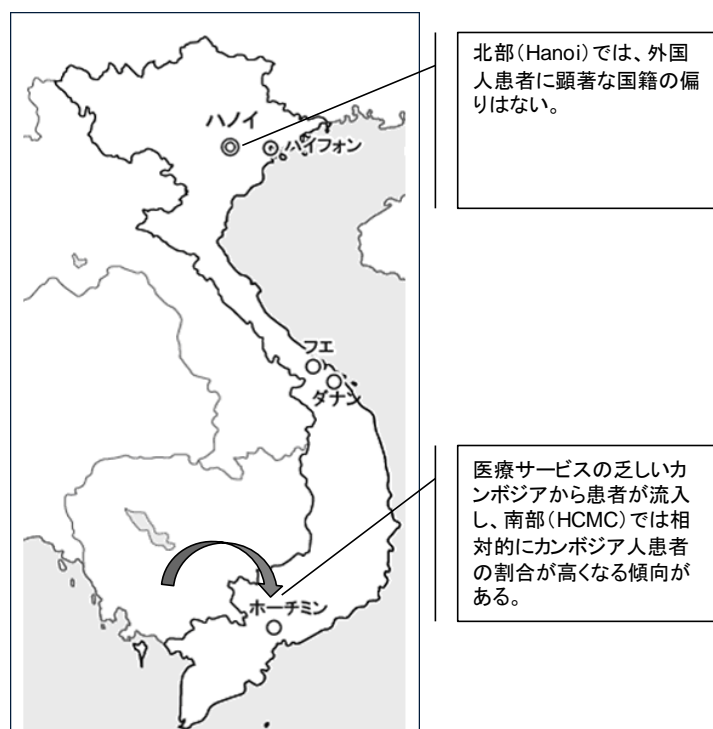 北部（Hanoi）では、外国
人患者に顕著な国籍の偏
りはない。
ハノイ
ハイフォン
フエ
ダナン
医療サービスの乏しいカ
ンボジアから患者が流入
し、南部（HCMC）では相
対的にカンボジア人患者
の割合が高くなる傾向が
ある。
ホーチミン